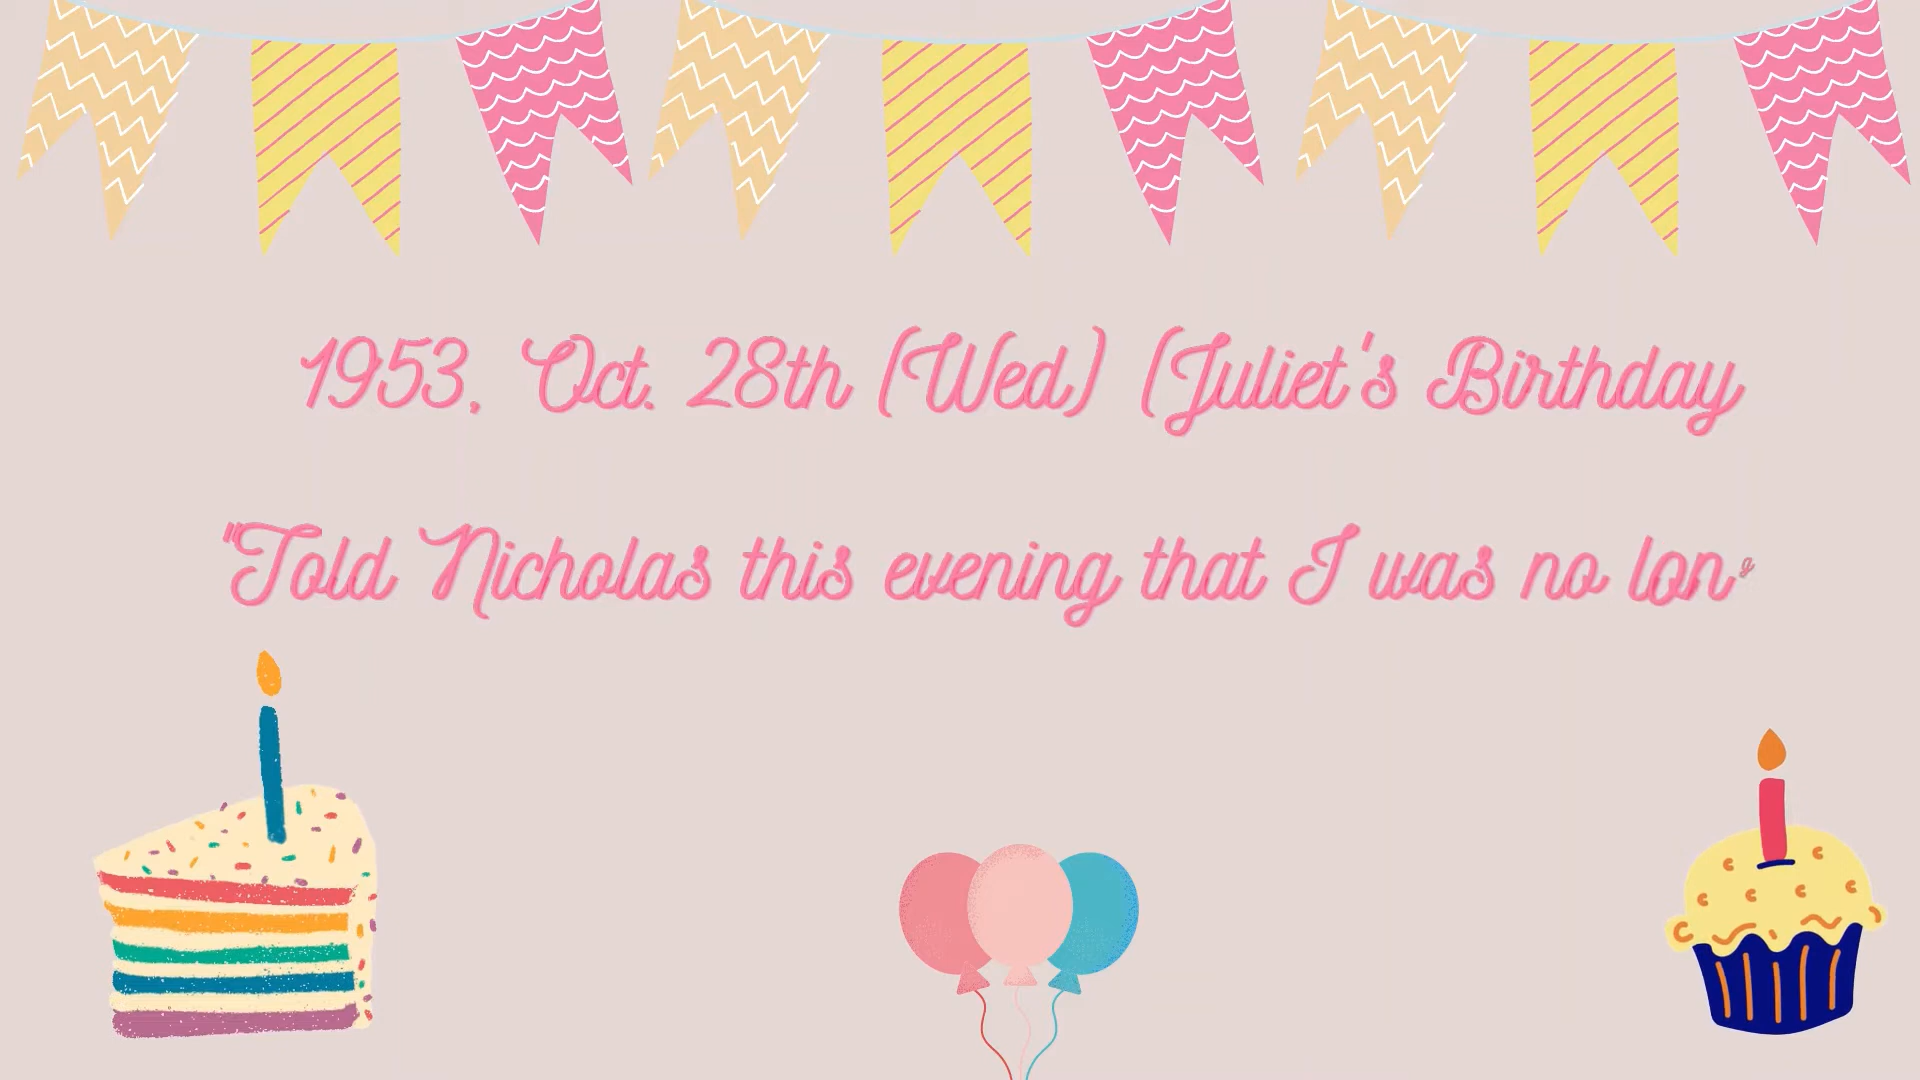 1953, Oct. 28th (Wed) (Juliet's Birthday
"Told Nicholas this evening that I was no lon